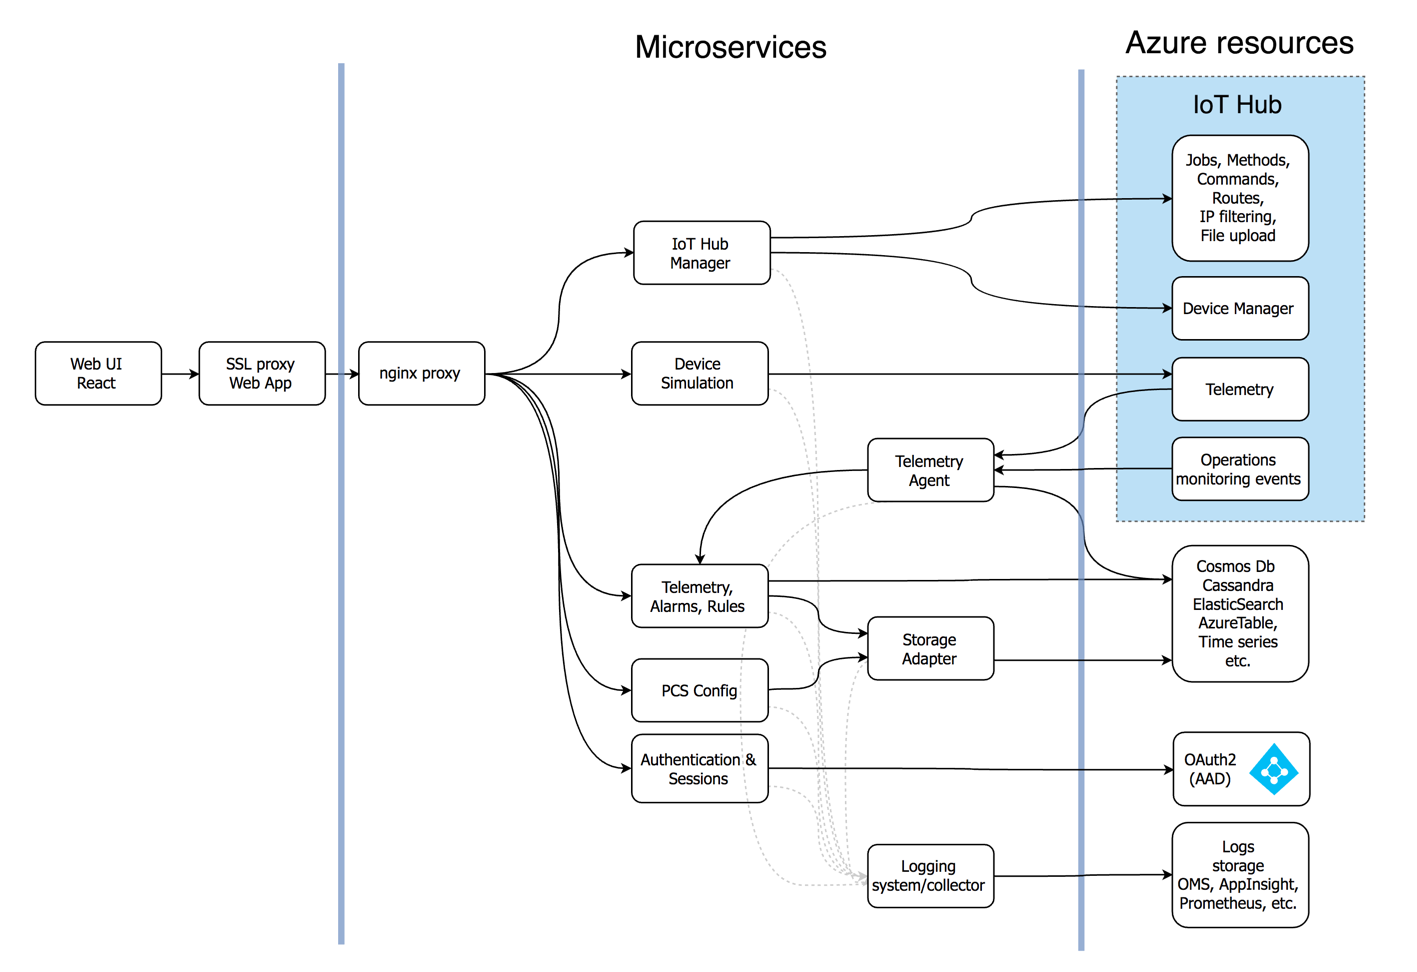 Microservices
Azure resources
IoT Hub
Jobs, Methods,
Commands,
Routes,
IP filtering,
File upload
IoT Hub
Manager
Device Manager
Web UI
React
SSL proxy
Web App
nginx proxy
Device
Simulation
Telemetry
Telemetry
Agent
Operations
monitoring events
Telemetry,
Alarms, Rules
Cosmos Db
Cassandra
ElasticSearch
AzureTable,
Time series
etc.
Storage
Adapter
PCS Config
Authentication &
Sessions
OAuth2
(AAD)
Logging
system/collector
Logs
storage
OMS, AppInsight,
Prometheus, etc.